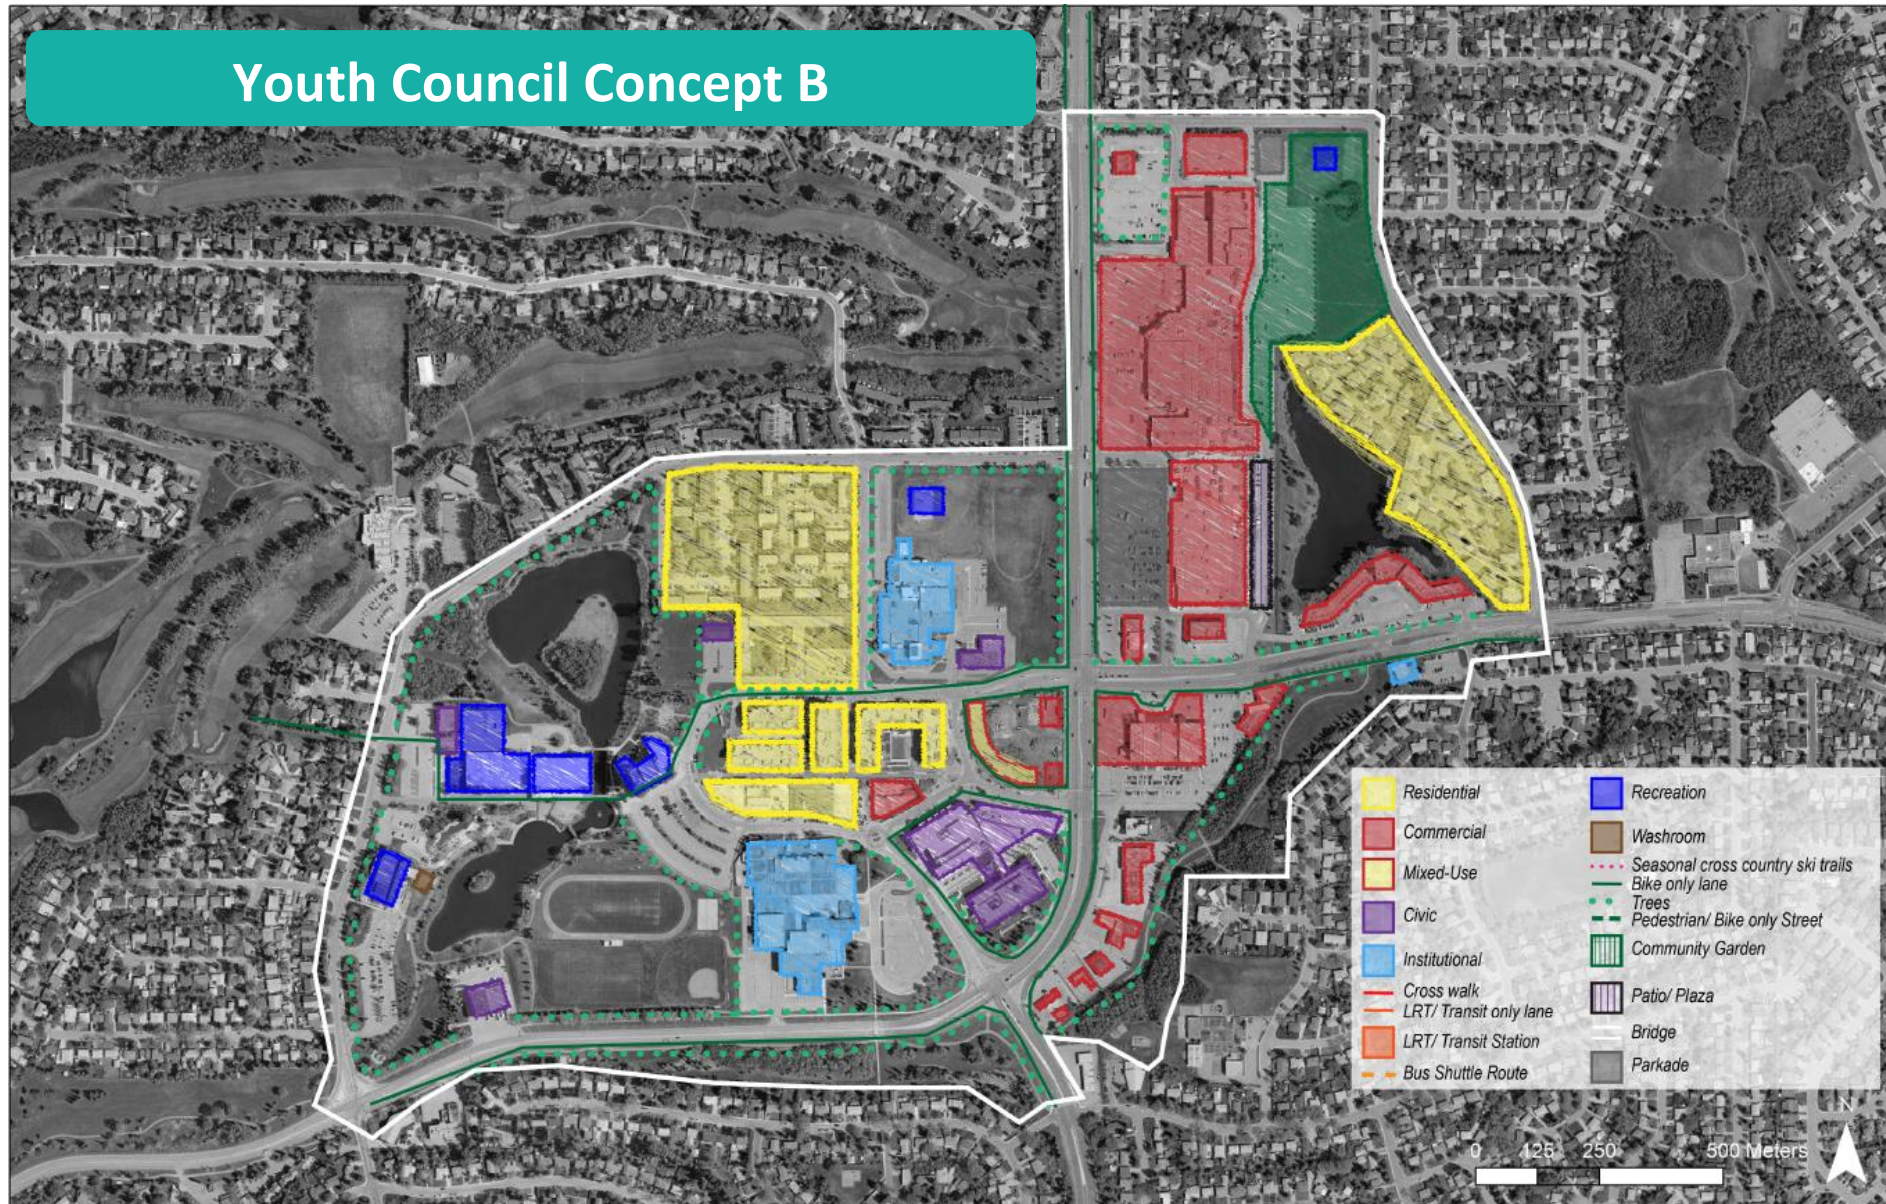 Youth Council Concept B
Residential
Commercial
Mixed-Use
Civic
Institutional
Cross walk
LRT/ Transit only lane
LRT/ Transit Station
Bus Shuttle Route
Recreation
Washroom
Seasonal cross country ski trails
Bike only lane
Trees
Pedestrian/ Bike only Street
Community Garden
Patio/ Plaza
Bridge
Parkade
N
0 125 250 500 Meters